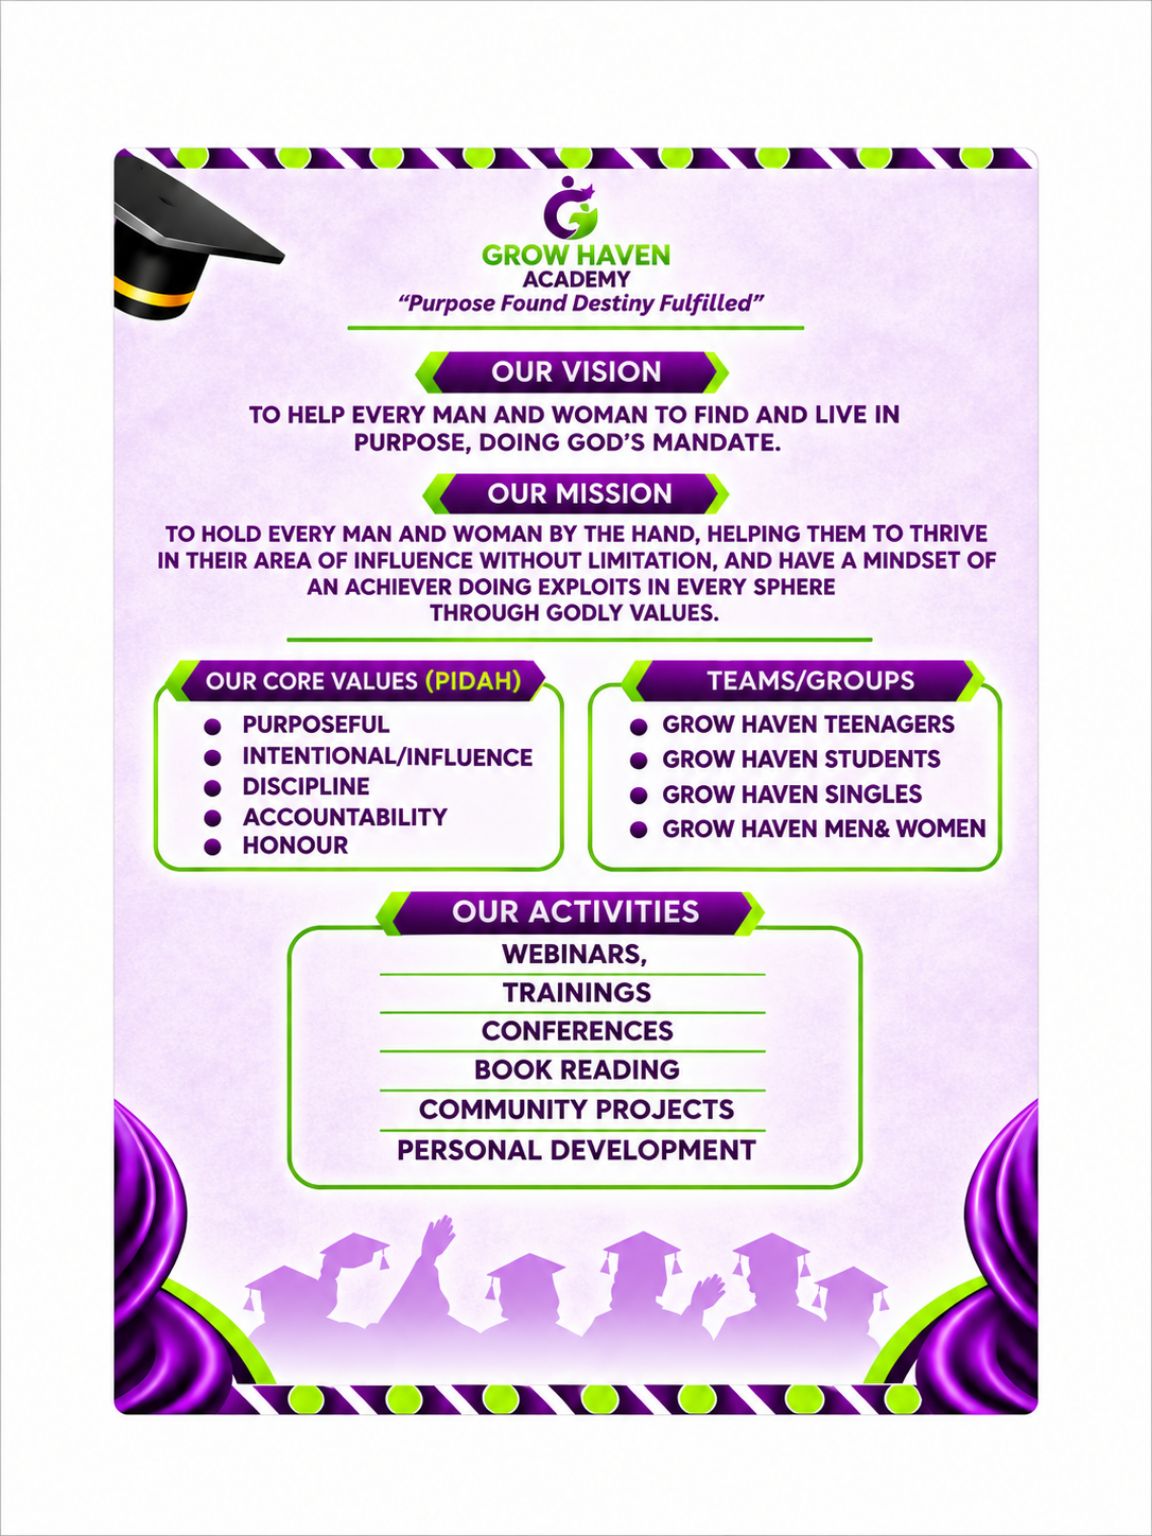 GROW HAVEN
ACADEMY
“Purpose Found Destiny Fulfilled”
OUR VISION
TO HELP EVERY MAN AND WOMAN TO FIND AND LIVE IN
PURPOSE, DOING GOD’S MANDATE.
OUR MISSION
TO HOLD EVERY MAN AND WOMAN BY THE HAND, HELPING THEM TO THRIVE
IN THEIR AREA OF INFLUENCE WITHOUT LIMITATION, AND HAVE A MINDSET OF
AN ACHIEVER DOING EXPLOITS IN EVERY SPHERE
THROUGH GODLY VALUES.
OUR CORE VALUES (PIDAH)
PURPOSEFUL
INTENTIONAL/INFLUENCE
DISCIPLINE
ACCOUNTABILITY
HONOUR
TEAMS/GROUPS
GROW HAVEN TEENAGERS
GROW HAVEN STUDENTS
GROW HAVEN SINGLES
GROW HAVEN MEN& WOMEN
OUR ACTIVITIES
WEBINARS,
TRAININGS
CONFERENCES
BOOK READING
COMMUNITY PROJECTS
PERSONAL DEVELOPMENT